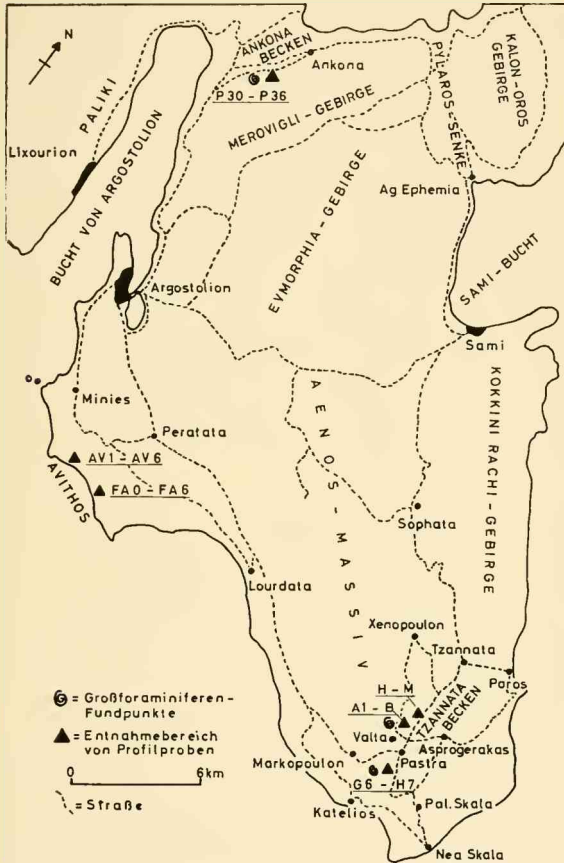 N
ANKONA
BECKEN
Ankona
P30 - P36
PYLAROS-SENKE
KALON-OROS
GEBIRGE
PALIKI
Lixourion
BUCHT VON ARGOSTOLION
MEROVIGLI-GEBIRGE
Ag Ephemia
EVMORPHIA-GEBIRGE
SAMI-BUCHT
Argostolion
Sami
Minies
Peratata
AENOS-MASSIV
KOKKINI RACHI-GEBIRGE
AV1 - AV6
FA0 - FA6
AVITHOS
Sophata
Lourdata
Xenopoulon
Tzannata
Poros
H - M
A1 - B
TZANNATA
BECKEN
Valta
Asprogerakas
Markopoulon
Pastra
G6 - H7
Katelios
Pal. Skala
Nea Skala
= Großforaminiferen-
Fundpunkte
= Entnahmebereich
von Profilproben
0 6km
= Straße